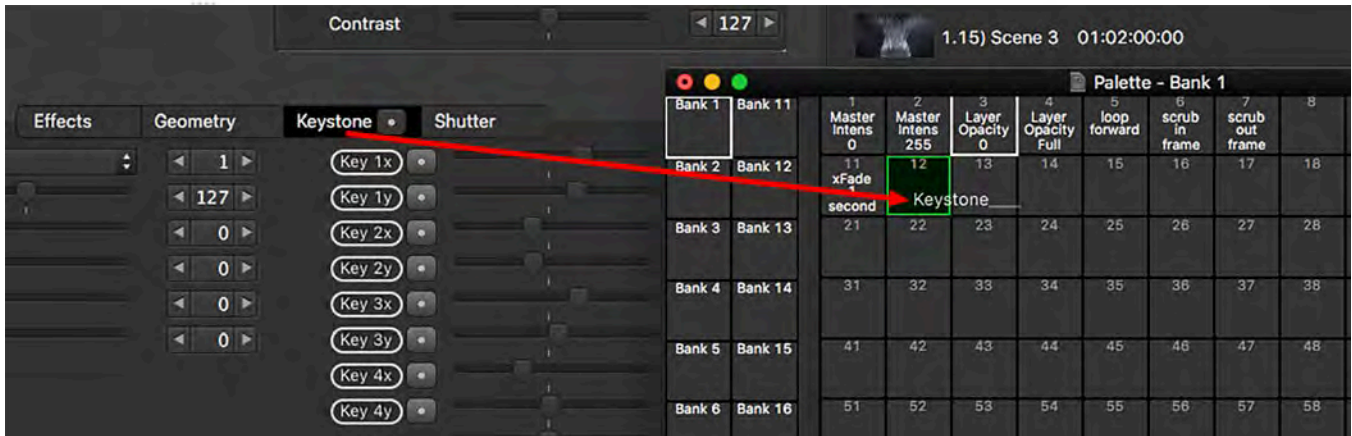 Contrast
127
1.15) Scene 3 01:02:00:00
Palette - Bank 1
Effects Geometry Keystone Shutter
1
127
0
0
0
0
Key 1x
Key 1y
Key 2x
Key 2y
Key 3x
Key 3y
Key 4x
Key 4y
Bank 1 Bank 11
Bank 2 Bank 12
Bank 3 Bank 13
Bank 4 Bank 14
Bank 5 Bank 15
Bank 6 Bank 16
1 Master Intens 0
2 Master Intens 255
3 Layer Opacity 0
4 Layer Opacity Full
5 loop forward
6 scrub in frame
7 scrub out frame
8
11 xFade 1 second
12 13 14 15 16 17 18
Keystone
21 22 23 24 25 26 27 28
31 32 33 34 35 36 37 38
41 42 43 44 45 46 47 48
51 52 53 54 55 56 57 58